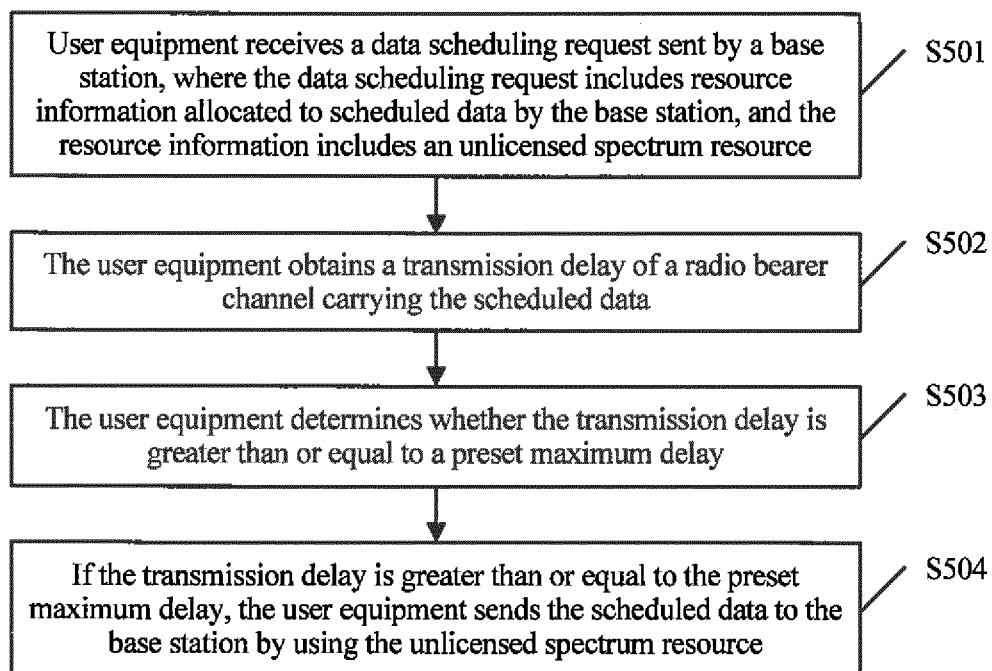 User equipment receives a data scheduling request sent by a base
station, where the data scheduling request includes resource
information allocated to scheduled data by the base station, and the
resource information includes an unlicensed spectrum resource
S501
The user equipment obtains a transmission delay of a radio bearer
channel carrying the scheduled data
S502
The user equipment determines whether the transmission delay is
greater than or equal to a preset maximum delay
S503
If the transmission delay is greater than or equal to the preset
maximum delay, the user equipment sends the scheduled data to the
base station by using the unlicensed spectrum resource
S504